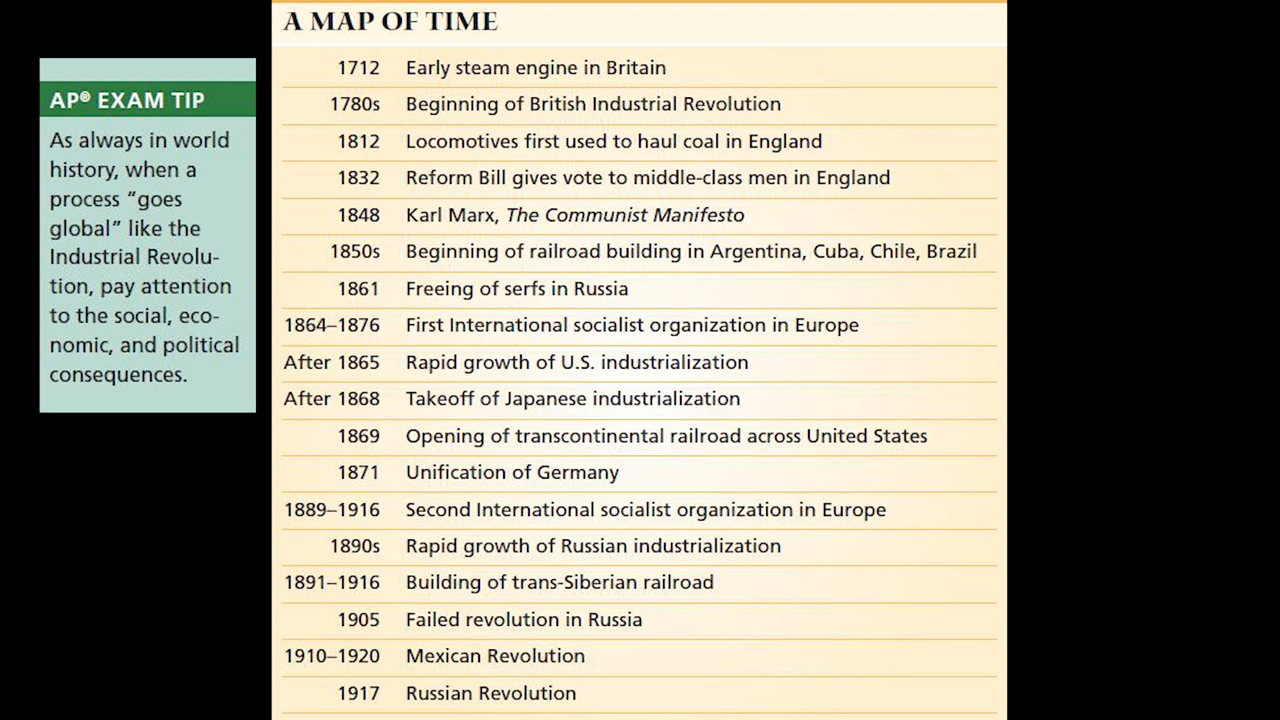 A MAP OF TIME
AP® EXAM TIP
As always in world
history, when a
process “goes
global” like the
Industrial Revolu-
tion, pay attention
to the social, eco-
nomic, and political
consequences.
1712 Early steam engine in Britain
1780s Beginning of British Industrial Revolution
1812 Locomotives first used to haul coal in England
1832 Reform Bill gives vote to middle-class men in England
1848 Karl Marx, The Communist Manifesto
1850s Beginning of railroad building in Argentina, Cuba, Chile, Brazil
1861 Freeing of serfs in Russia
1864–1876 First International socialist organization in Europe
After 1865 Rapid growth of U.S. industrialization
After 1868 Takeoff of Japanese industrialization
1869 Opening of transcontinental railroad across United States
1871 Unification of Germany
1889–1916 Second International socialist organization in Europe
1890s Rapid growth of Russian industrialization
1891–1916 Building of trans-Siberian railroad
1905 Failed revolution in Russia
1910–1920 Mexican Revolution
1917 Russian Revolution